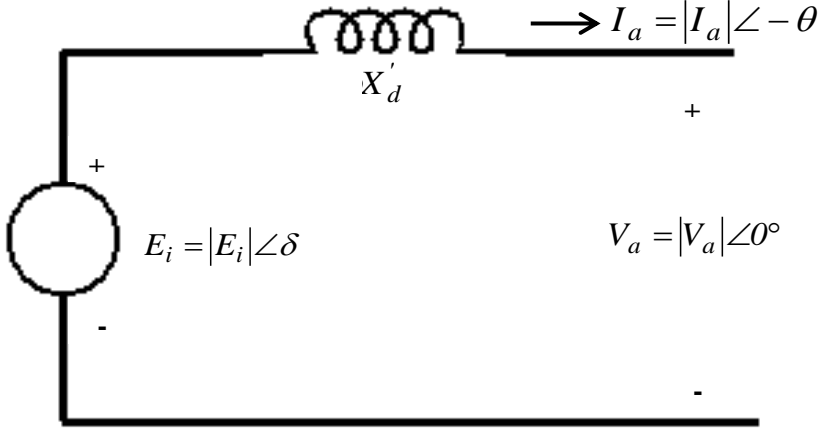 I_a = |I_a|∠ − θ
X'_d
+
+
E_i = |E_i|∠δ
V_a = |V_a|∠0°
-
-